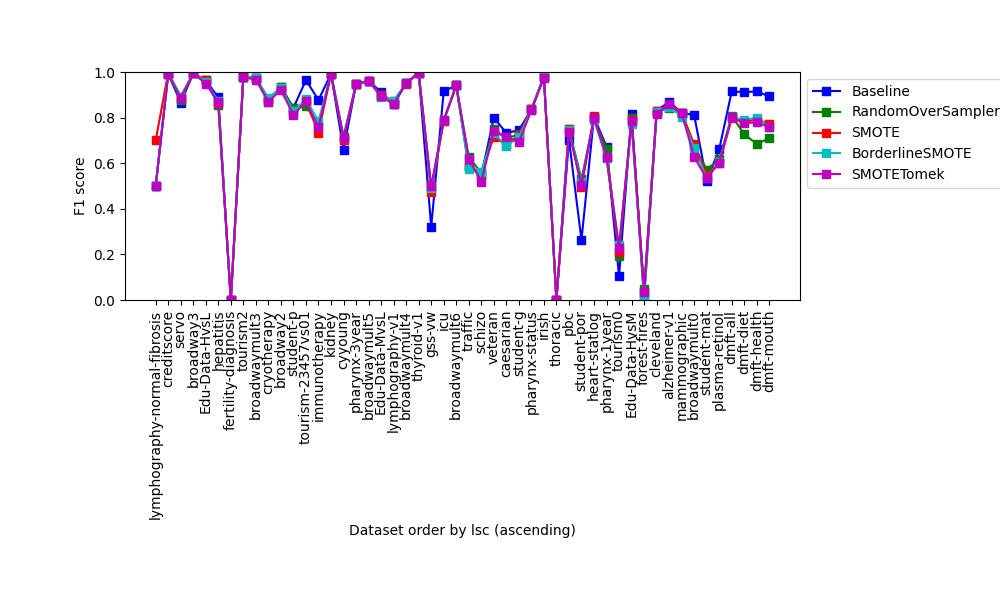 1.0
0.8
0.6
0.4
0.2
0.0
F1 score
Baseline
RandomOverSampler
SMOTE
BorderlineSMOTE
SMOTETomek
lymphography-normal-fibrosis
creditscore
servo
broadway3
Edu-Data-HvsL
hepatitis
fertility-diagnosis
tourism2
broadwaymult3
cryotherapy
broadway2
student-p
tourism-23457vs01
immunotherapy
kidney
cyyoung
pharynx-3year
broadwaymult5
Edu-Data-MvsL
lymphography-v1
broadwaymult4
thyroid-v1
gss-vw
icu
broadwaymult6
traffic
schizo
veteran
caesarian
student-g
pharynx-status
irish
thoracic
pbc
student-por
heart-statlog
pharynx-1year
tourism0
Edu-Data-HvsM
forest-fires
cleveland
alzheimer-v1
mammographic
broadwaymult0
student-mat
plasma-retinol
dmft-all
dmft-diet
dmft-health
dmft-mouth
Dataset order by lsc (ascending)